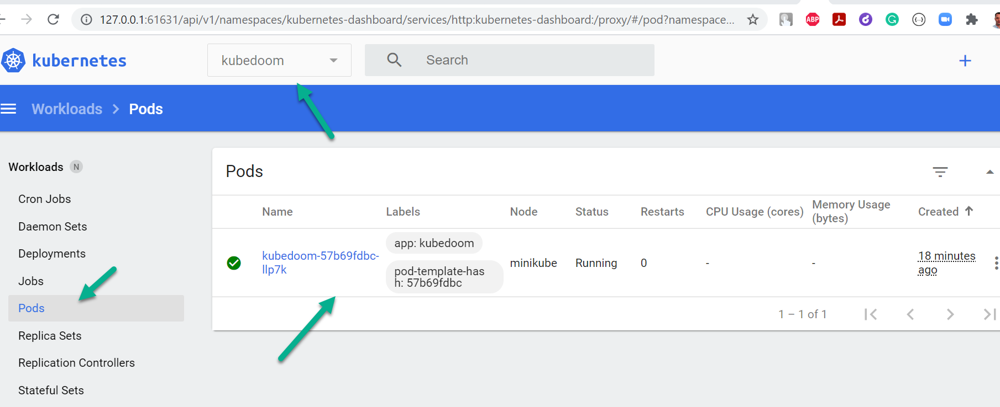 127.0.0.1:61631/api/v1/namespaces/kubernetes-dashboard/services/http:kubernetes-dashboard:/proxy/#/pod?namespace...
ABP
kubernetes
kubedoom
Search
Workloads > Pods
Workloads N
Cron Jobs
Daemon Sets
Deployments
Jobs
Pods
Replica Sets
Replication Controllers
Stateful Sets
Pods
Name Labels Node Status Restarts CPU Usage (cores) Memory Usage
(bytes) Created
kubedoom-57b69fdbc-
llp7k
app: kubedoom
pod-template-has
h: 57b69fdbc
minikube
Running
0
-
-
18 minutes
ago
1 – 1 of 1